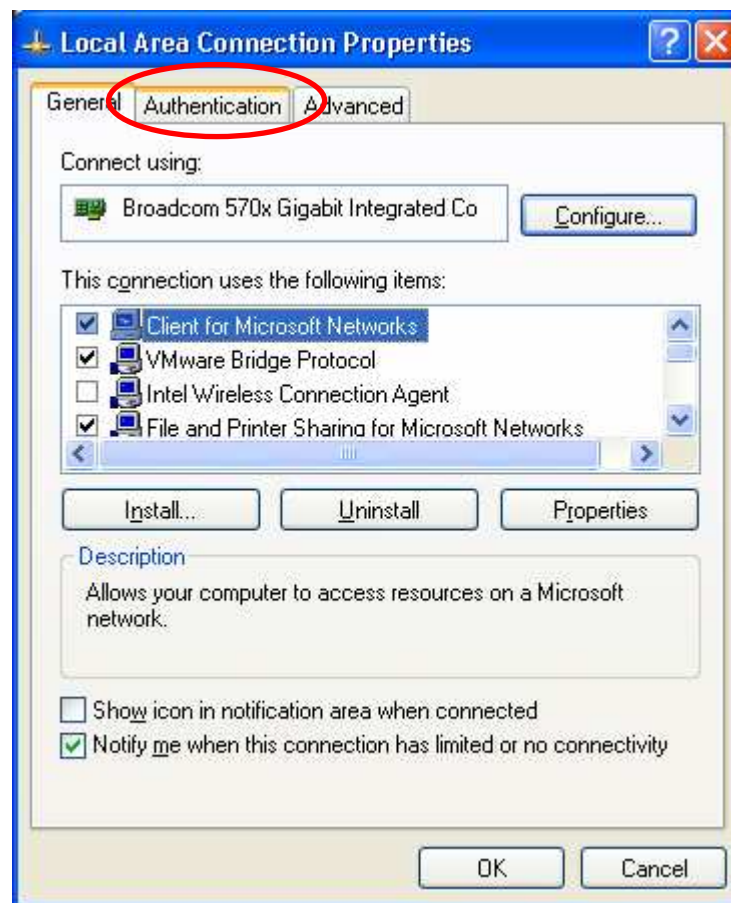 Local Area Connection Properties
General Authentication Advanced
Connect using:
Broadcom 570x Gigabit Integrated Co Configure...
This connection uses the following items:
Client for Microsoft Networks
VMware Bridge Protocol
Intel Wireless Connection Agent
File and Printer Sharing for Microsoft Networks
Install... Uninstall Properties
Description
Allows your computer to access resources on a Microsoft
network.
Show icon in notification area when connected
Notify me when this connection has limited or no connectivity
OK Cancel